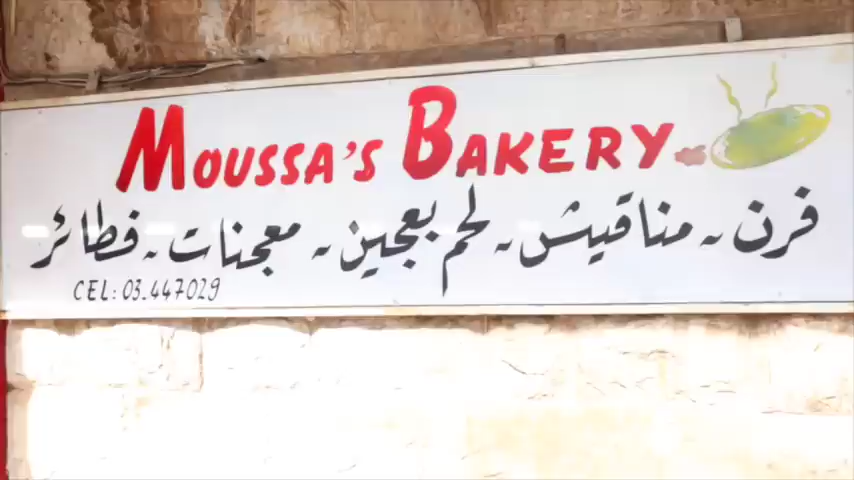 MOUSSA'S BAKERY
فرن - مناقيش - لحم بعجين - معجنات - فطائر
CEL: 03-447029